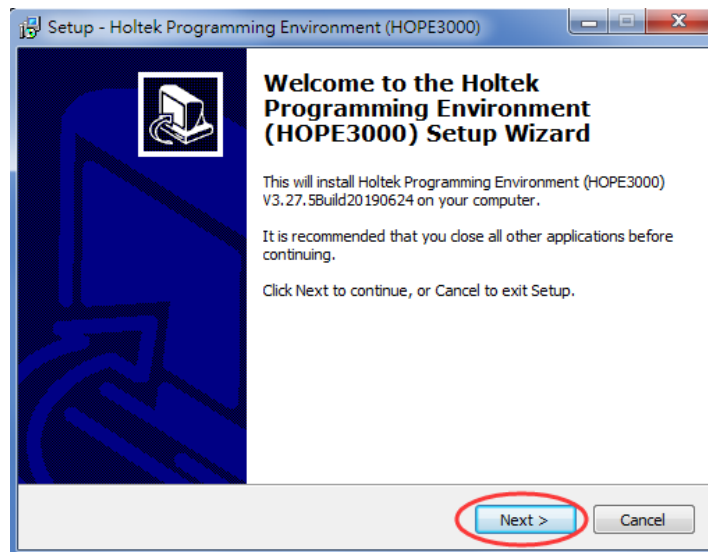 Setup - Holtek Programming Environment (HOPE3000)
Welcome to the Holtek
Programming Environment
(HOPE3000) Setup Wizard
This will install Holtek Programming Environment (HOPE3000)
V3.27.5Build20190624 on your computer.
It is recommended that you close all other applications before
continuing.
Click Next to continue, or Cancel to exit Setup.
Next >
Cancel